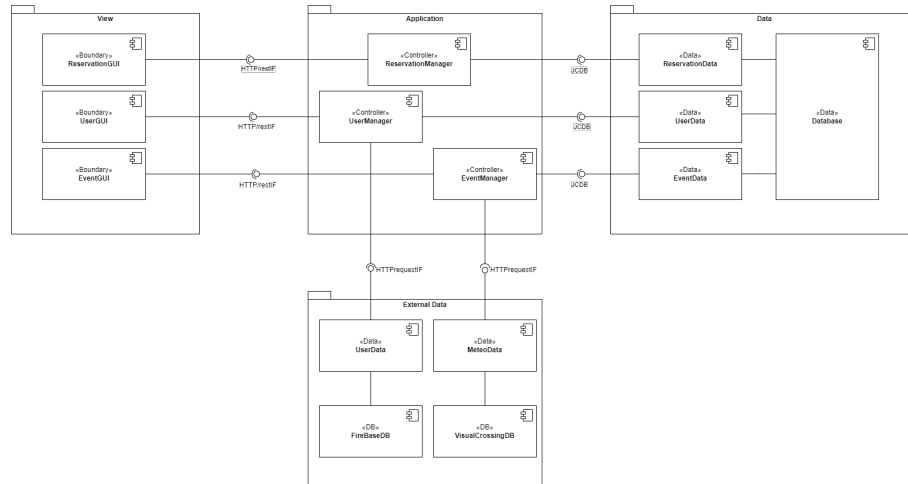 View
Application
Data
«Boundary»
ReservationGUI
HTTP/restIF
«Controller»
ReservationManager
JCDB
«Data»
ReservationData
«Boundary»
UserGUI
HTTP/restIF
«Controller»
UserManager
JCDB
«Data»
UserData
«Data»
Database
«Boundary»
EventGUI
HTTP/restIF
«Controller»
EventManager
JCDB
«Data»
EventData
HTTPrequestIF
HTTPrequestIF
External Data
«Data»
UserData
«Data»
MeteoData
«DB»
FireBaseDB
«DB»
VisualCrossingDB